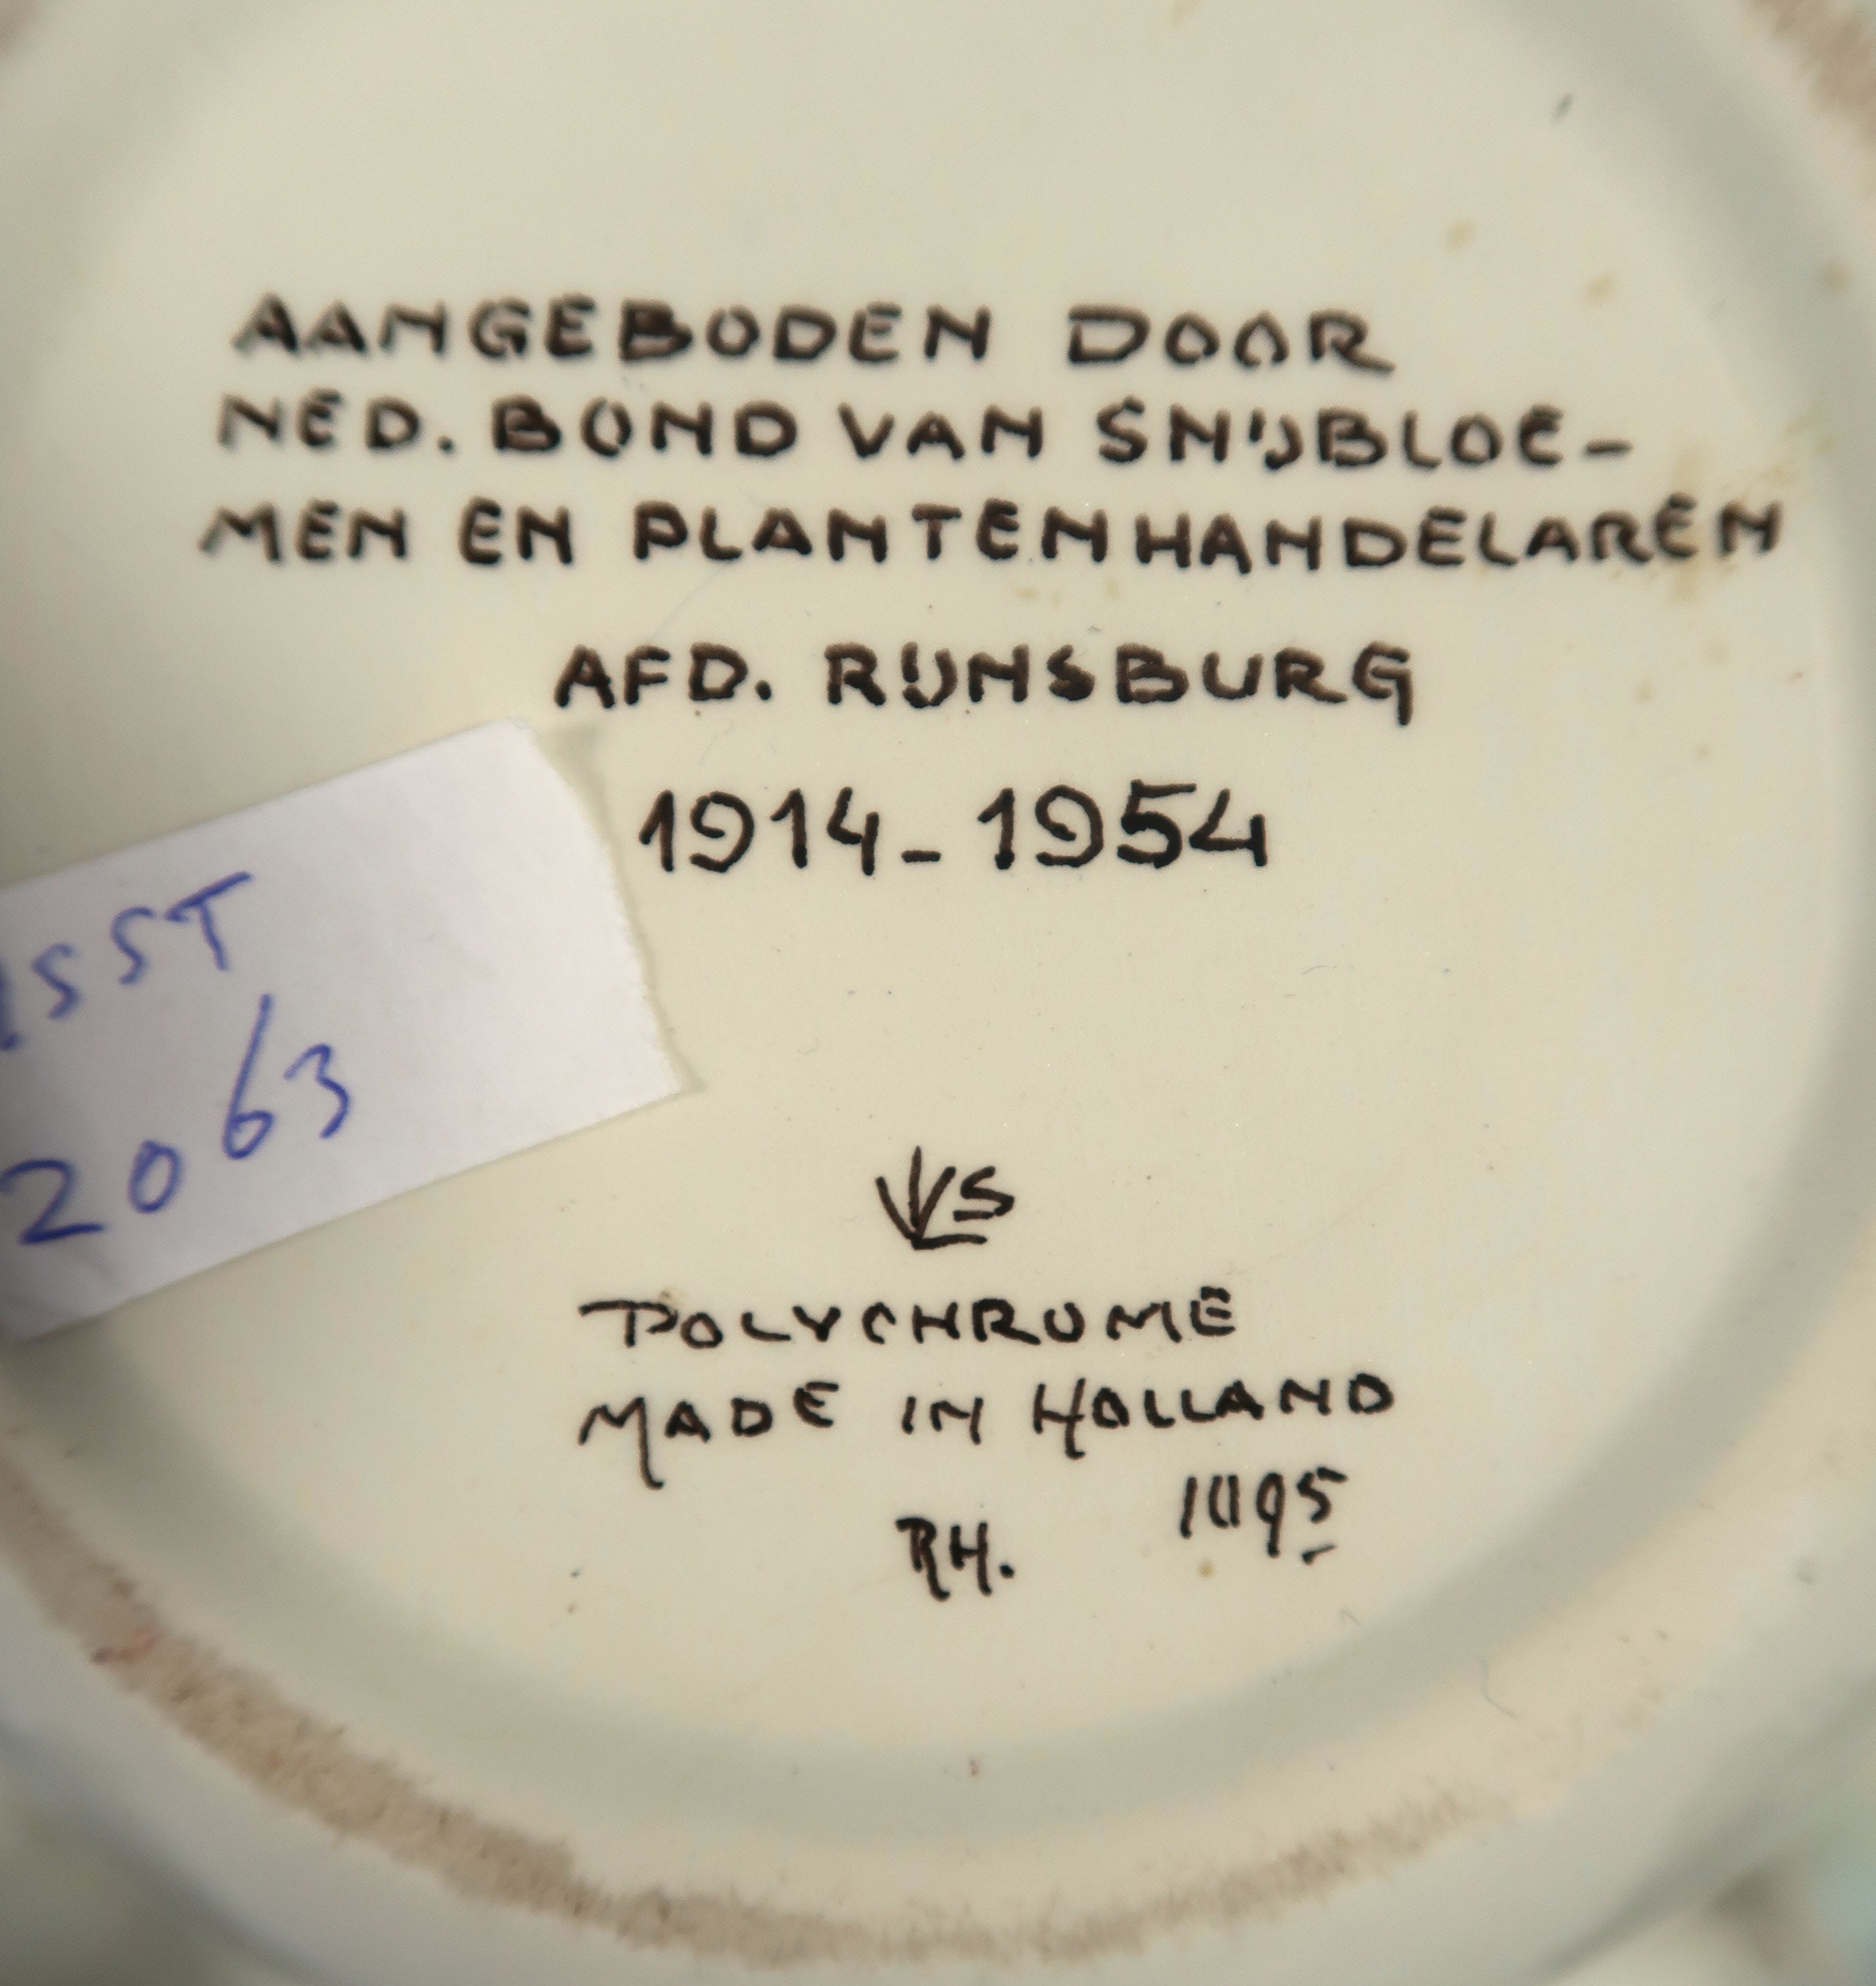 AANGEBODEN DOOR
NED. BOND VAN SNIJBLOE-
MEN EN PLANTENHANDELAREN
AFD. RIJNSBURG
1914-1954
SST
2063
VS
POLYCHROME
MADE IN HOLLAND
RH.